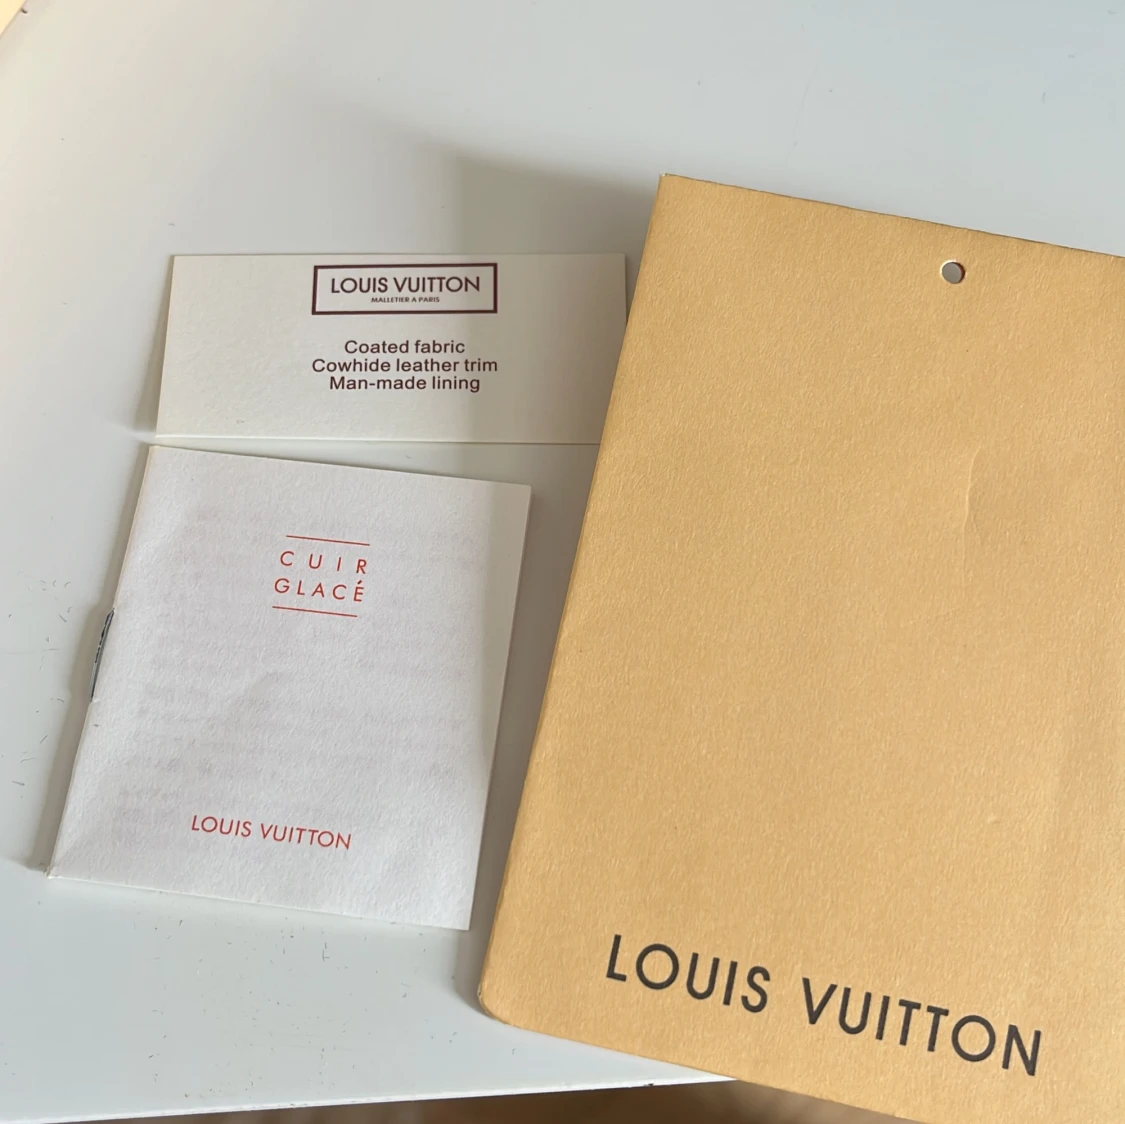 LOUIS VUITTON
MALLETIER A PARIS
Coated fabric
Cowhide leather trim
Man-made lining
CUIR
GLACÉ
LOUIS VUITTON
LOUIS VUITTON